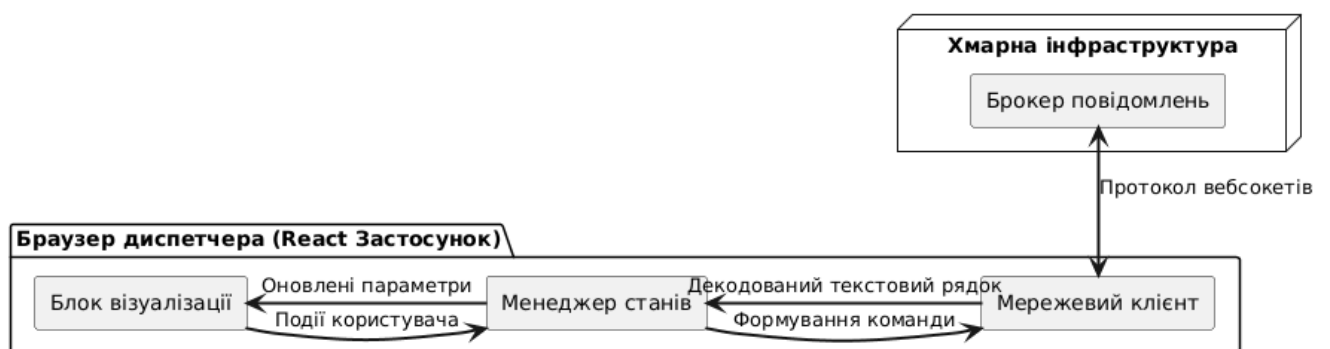 Хмарна інфраструктура
Брокер повідомлень
Протокол вебсокетів
Браузер диспетчера (React Застосунок)
Блок візуалізації
Оновлені параметри
Події користувача
Менеджер станів
Декодований текстовий рядок
Формування команди
Мережевий клієнт